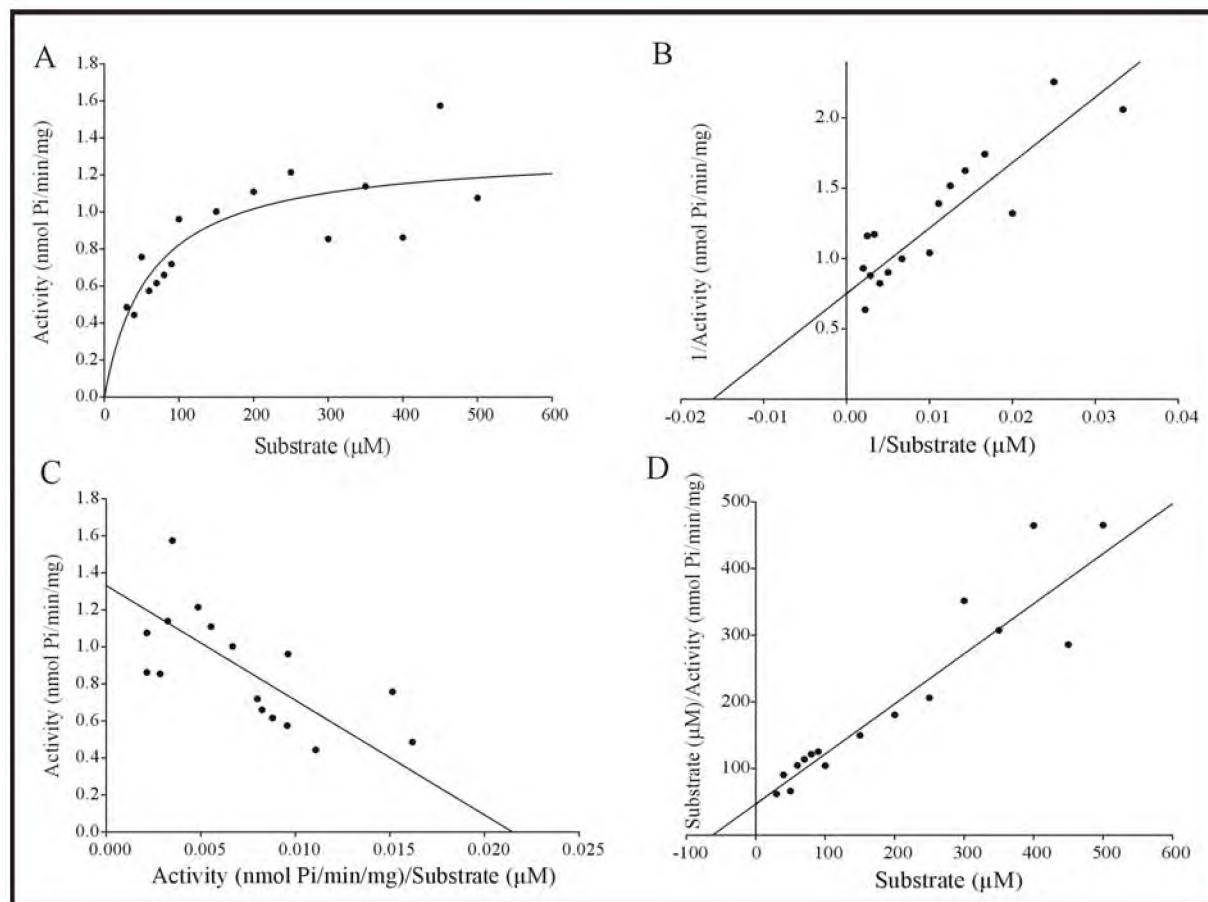 A
1.8
1.6
1.4
1.2
1.0
0.8
0.6
0.4
0.2
0.0
Activity (nmol Pi/min/mg)
0 100 200 300 400 500 600
Substrate (μM)
B
2.0
1.5
1.0
0.5
1/Activity (nmol Pi/min/mg)
-0.02 -0.01 0.00 0.01 0.02 0.03 0.04
1/Substrate (μM)
C
1.8
1.6
1.4
1.2
1.0
0.8
0.6
0.4
0.2
0.0
Activity (nmol Pi/min/mg)
0.000 0.005 0.010 0.015 0.020 0.025
Activity (nmol Pi/min/mg)/Substrate (μM)
D
500
400
300
200
100
Substrate (μM)/Activity (nmol Pi/min/mg)
-100 0 100 200 300 400 500 600
Substrate (μM)